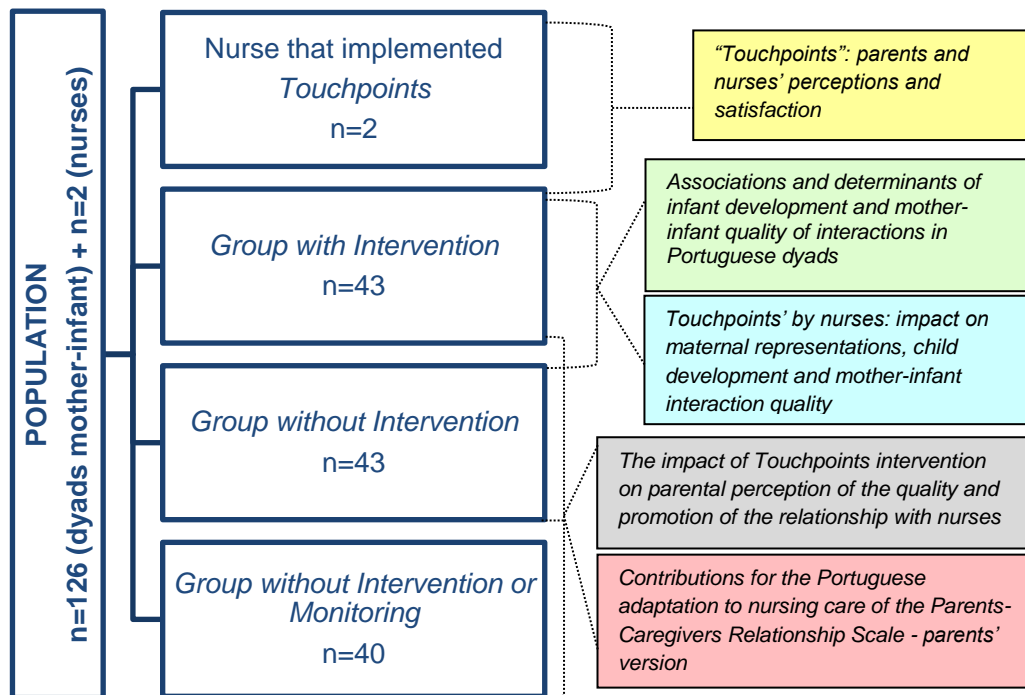 POPULATION
n=126 (dyads mother-infant) + n=2 (nurses)
Nurse that implemented
Touchpoints
n=2
Group with Intervention
n=43
Group without Intervention
n=43
Group without Intervention or
Monitoring
n=40
“Touchpoints”: parents and
nurses’ perceptions and
satisfaction
Associations and determinants of
infant development and mother-
infant quality of interactions in
Portuguese dyads
Touchpoints’ by nurses: impact on
maternal representations, child
development and mother-infant
interaction quality
The impact of Touchpoints intervention
on parental perception of the quality and
promotion of the relationship with nurses
Contributions for the Portuguese
adaptation to nursing care of the Parents-
Caregivers Relationship Scale - parents’
version